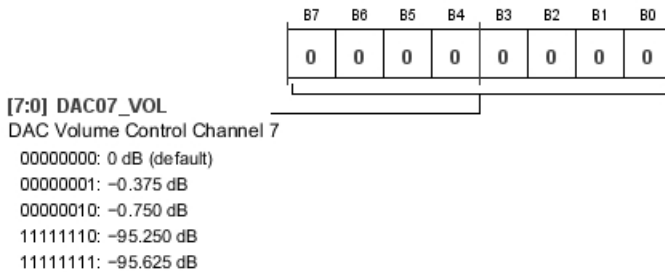 B7 B6 B5 B4 B3 B2 B1 B0
0 0 0 0 0 0 0 0
[7:0] DAC07_VOL
DAC Volume Control Channel 7
00000000: 0 dB (default)
00000001: −0.375 dB
00000010: −0.750 dB
11111110: −95.250 dB
11111111: −95.625 dB